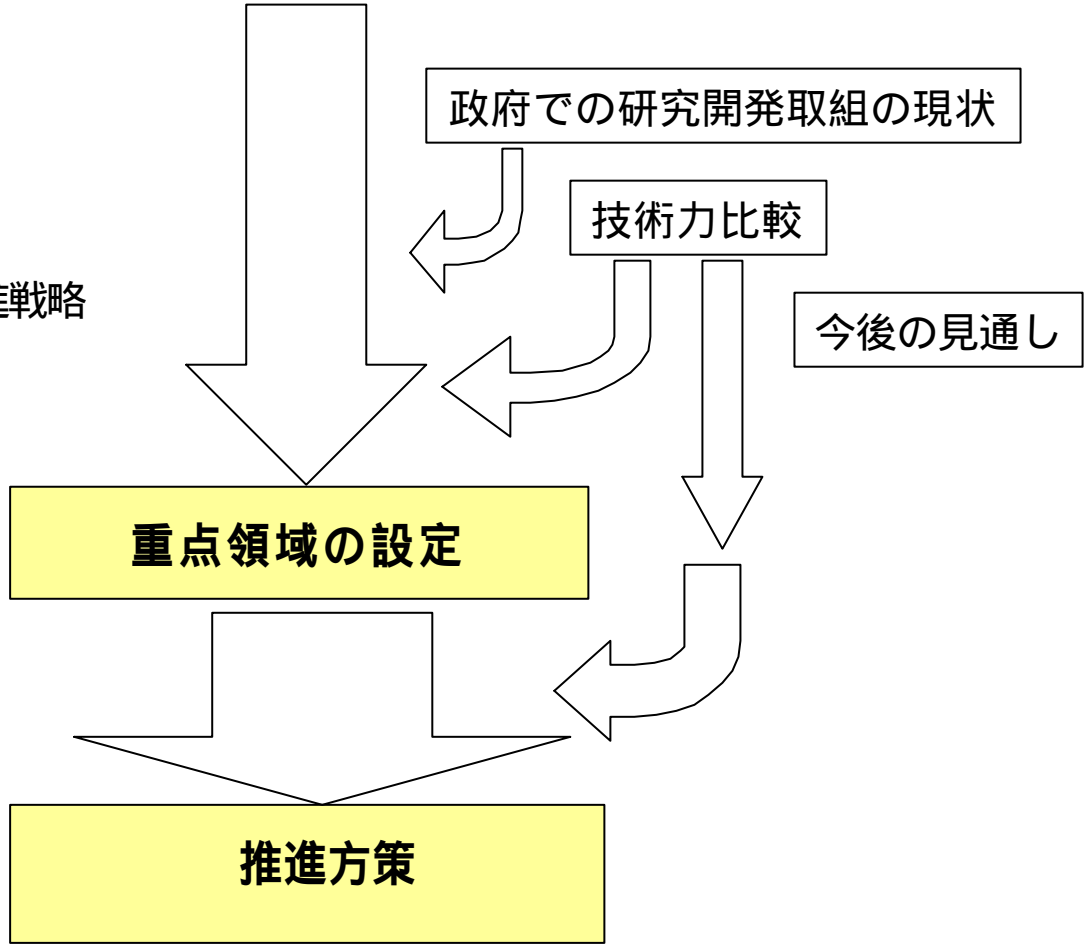 政府での研究開発取組の現状
技術力比較
戦略
今後の見通し
重点領域の設定
推進方策